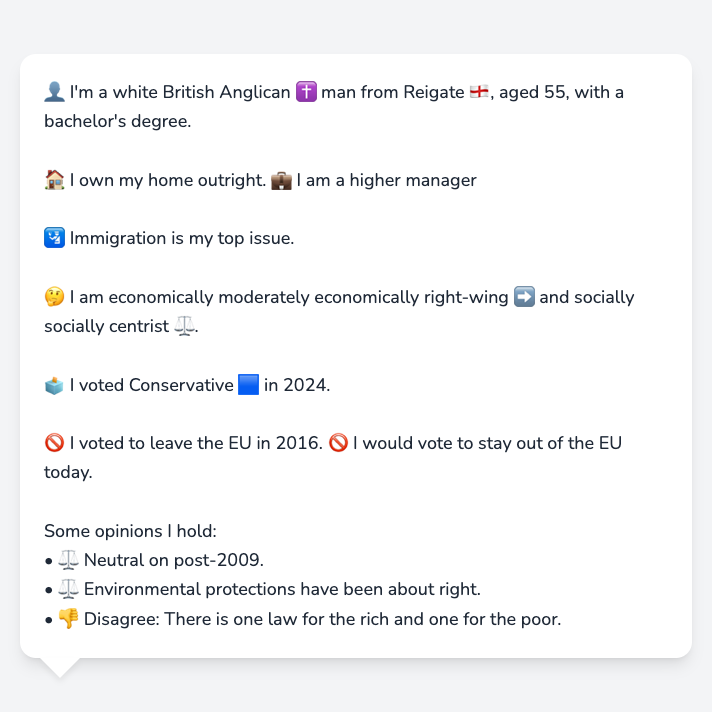 👤 I'm a white British Anglican ✝️ man from Reigate 🏴󠁧󠁢󠁥󠁮󠁧󠁿, aged 55, with a
bachelor's degree.
🏠 I own my home outright. 💼 I am a higher manager
🛂 Immigration is my top issue.
🤔 I am economically moderately economically right-wing ➡️ and socially
socially centrist ⚖️.
🗳️ I voted Conservative 🟦 in 2024.
🚫 I voted to leave the EU in 2016. 🚫 I would vote to stay out of the EU
today.
Some opinions I hold:
• ⚖️ Neutral on post-2009.
• ⚖️ Environmental protections have been about right.
• 👎 Disagree: There is one law for the rich and one for the poor.